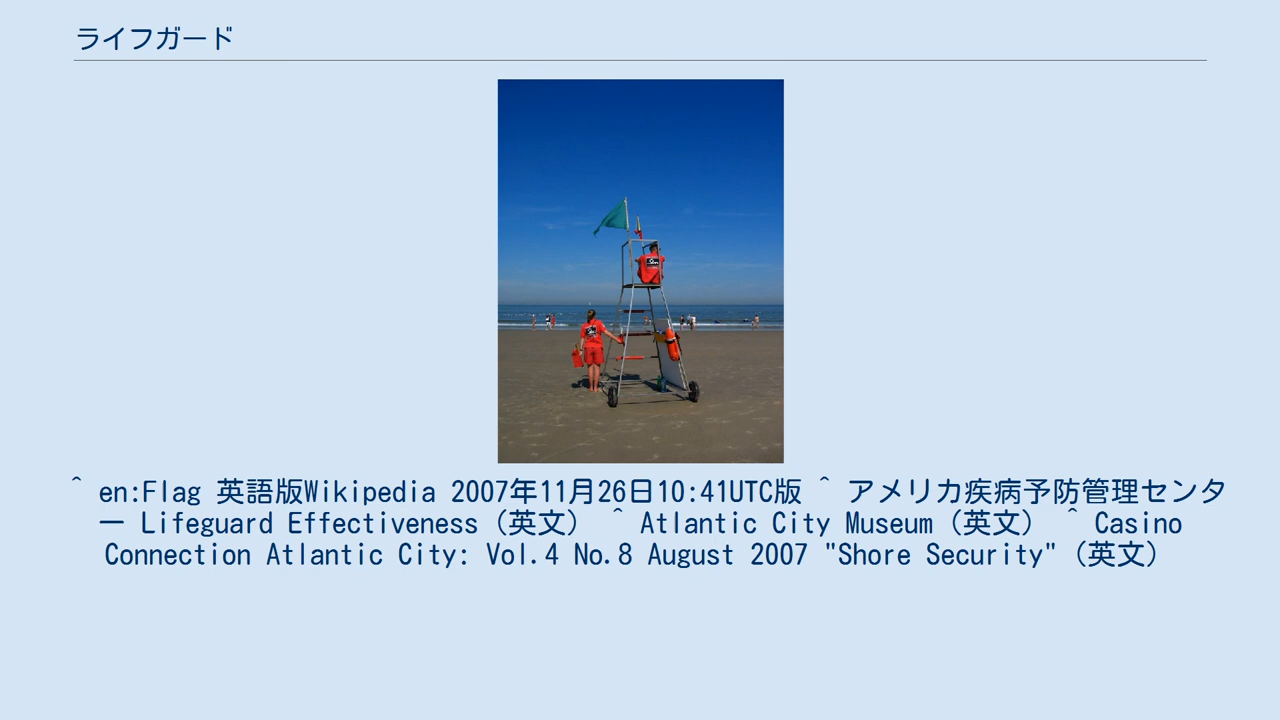 ライフガード
^ en:Flag 英語版Wikipedia 2007年11月26日10:41UTC版 ^ アメリカ疾病予防管理センタ
ー Lifeguard Effectiveness（英文） ^ Atlantic City Museum（英文） ^ Casino
Connection Atlantic City: Vol.4 No.8 August 2007 "Shore Security"（英文）